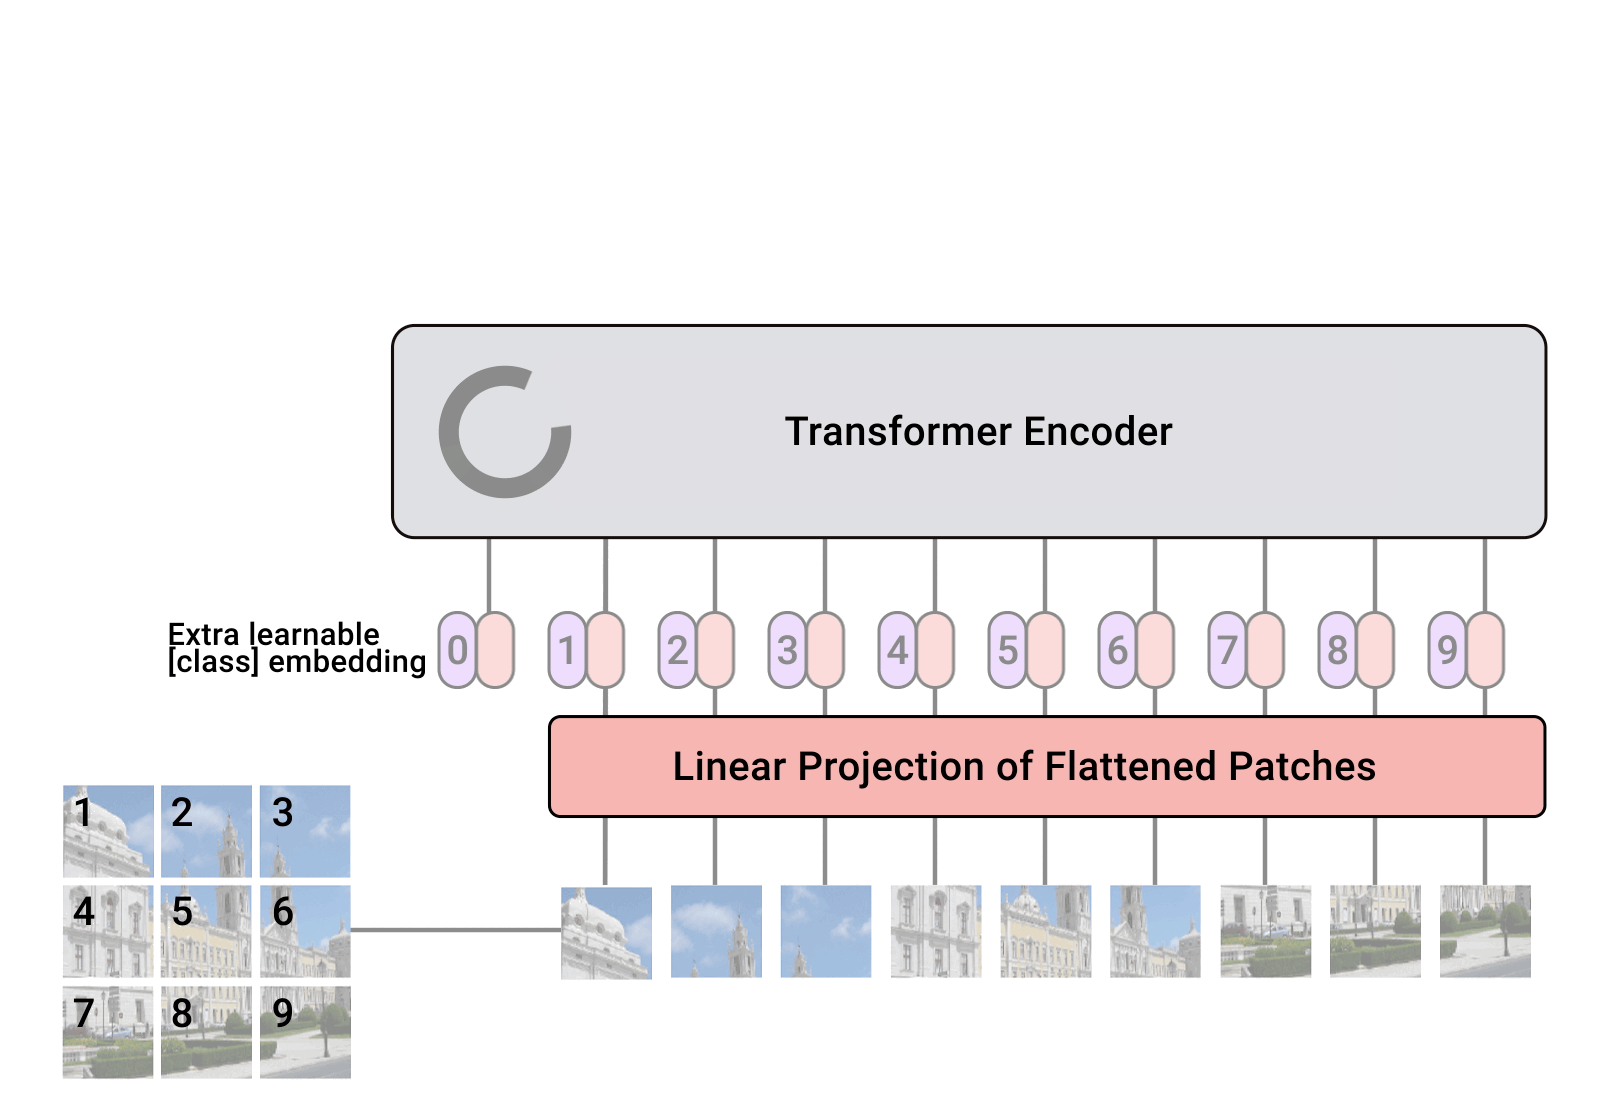 Transformer Encoder
Extra learnable
[class] embedding
0 1 2 3 4 5 6 7 8 9
Linear Projection of Flattened Patches
1 2 3
4 5 6
7 8 9